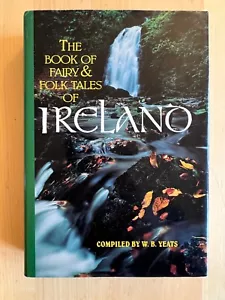 THE
BOOK OF
FAIRY &
FOLK TALES
OF
IRELAND
COMPILED BY W. B. YEATS